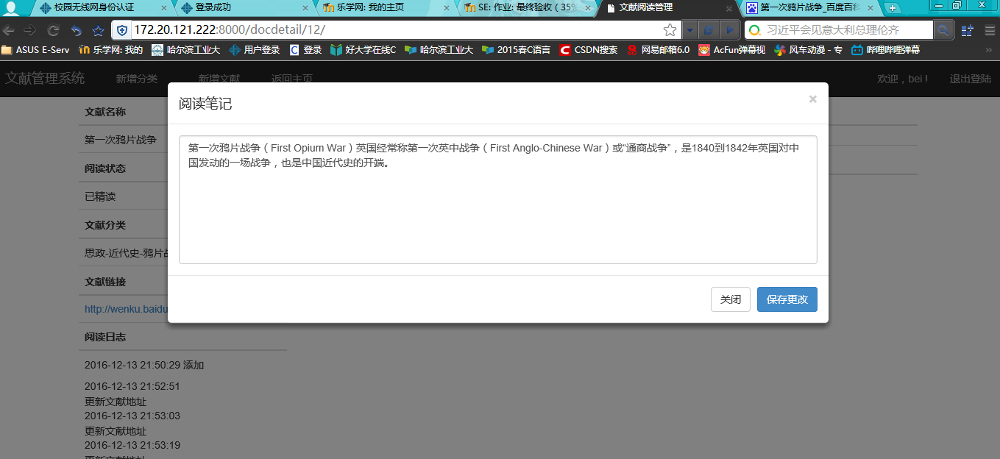 校园无线网身份认证
登录成功
乐学网: 我的主页
SE: 作业: 最终验收（35%
文献阅读管理
第一次鸦片战争_百度百科
172.20.121.222:8000/docdetail/12/
习近平会见意大利总理伦齐
ASUS E-Serv
乐学网: 我的
哈尔滨工业大
用户登录
登录
好大学在线C
哈尔滨工业大
2015春C语言
CSDN搜索
网易邮箱6.0
AcFun弹幕视
风车动漫 - 专
哔哩哔哩弹幕
文献管理系统
新增分类
新增文献
返回主页
欢迎，bei !
退出登陆
阅读笔记
第一次鸦片战争（First Opium War）英国经常称第一次英中战争（First Anglo-Chinese War）或“通商战争”，是1840到1842年英国对中
国发动的一场战争，也是中国近代史的开端。
关闭
保存更改
文献名称
第一次鸦片战争
阅读状态
已精读
文献分类
思政-近代史-鸦片
文献链接
http://wenku.baidu
阅读日志
2016-12-13 21:50:29 添加
2016-12-13 21:52:51
更新文献地址
2016-12-13 21:53:03
更新文献地址
2016-12-13 21:53:19